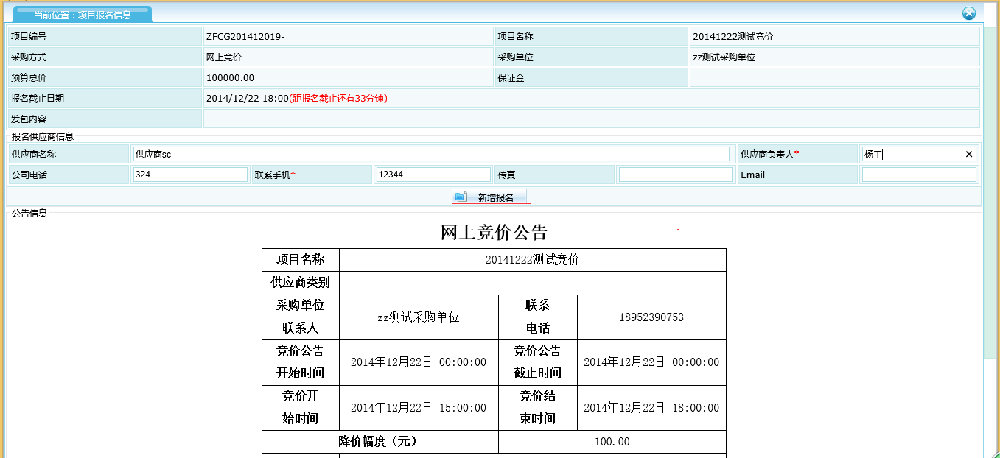 当前位置：项目报名信息
项目编号 ZFCG201412019- 项目名称 20141222测试竞价
采购方式 网上竞价 采购单位 zz测试采购单位
预算总价 100000.00 保证金
报名截止日期 2014/12/22 18:00(距报名截止还有33分钟)
发包内容
报名供应商信息
供应商名称 供应商sc 供应商负责人* 杨工
公司电话 324 联系手机* 12344 传真 Email
新增报名
公告信息
网上竞价公告
项目名称 20141222测试竞价
供应商类别
采购单位
联系人
zz测试采购单位
联系
电话
18952390753
竞价公告
开始时间
2014年12月22日 00:00:00
竞价公告
截止时间
2014年12月22日 00:00:00
竞价开
始时间
2014年12月22日 15:00:00
竞价结
束时间
2014年12月22日 18:00:00
降价幅度（元） 100.00